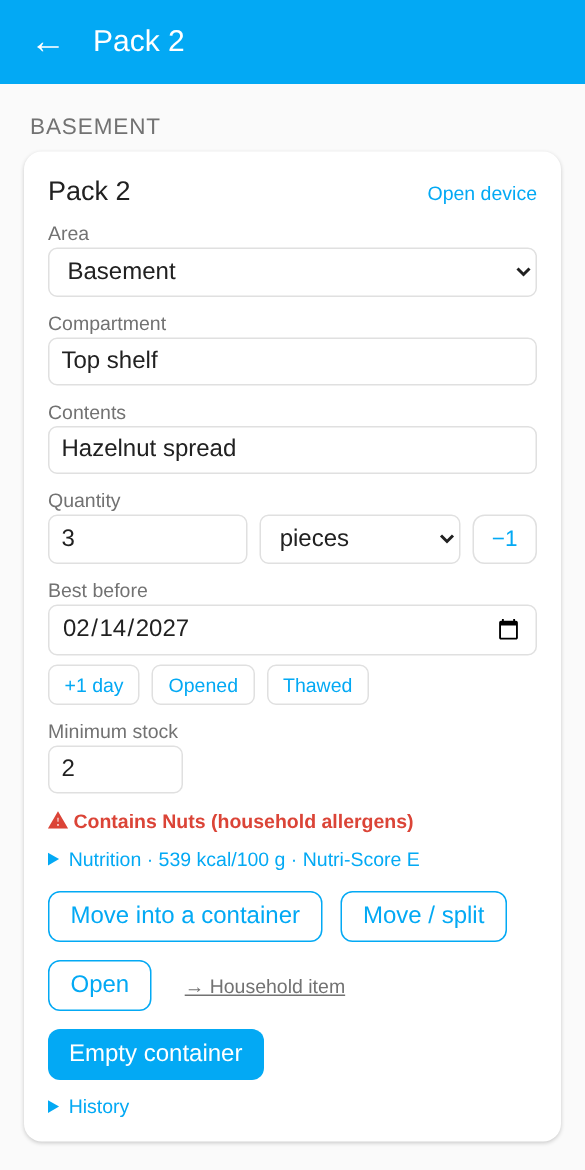 ← Pack 2
BASEMENT
Pack 2 Open device
Area
Basement
Compartment
Top shelf
Contents
Hazelnut spread
Quantity
3 pieces −1
Best before
02/14/2027
+1 day Opened Thawed
Minimum stock
2
Contains Nuts (household allergens)
Nutrition · 539 kcal/100 g · Nutri-Score E
Move into a container Move / split
Open → Household item
Empty container
History